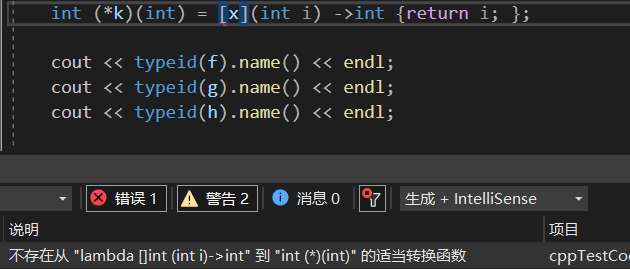 int (*k)(int) = [x](int i) ->int {return i; };
cout << typeid(f).name() << endl;
cout << typeid(g).name() << endl;
cout << typeid(h).name() << endl;
错误 1 警告 2 消息 0 生成 + IntelliSense
说明 项目
不存在从 "lambda []int (int i)->int" 到 "int (*)(int)" 的适当转换函数 cppTestCo